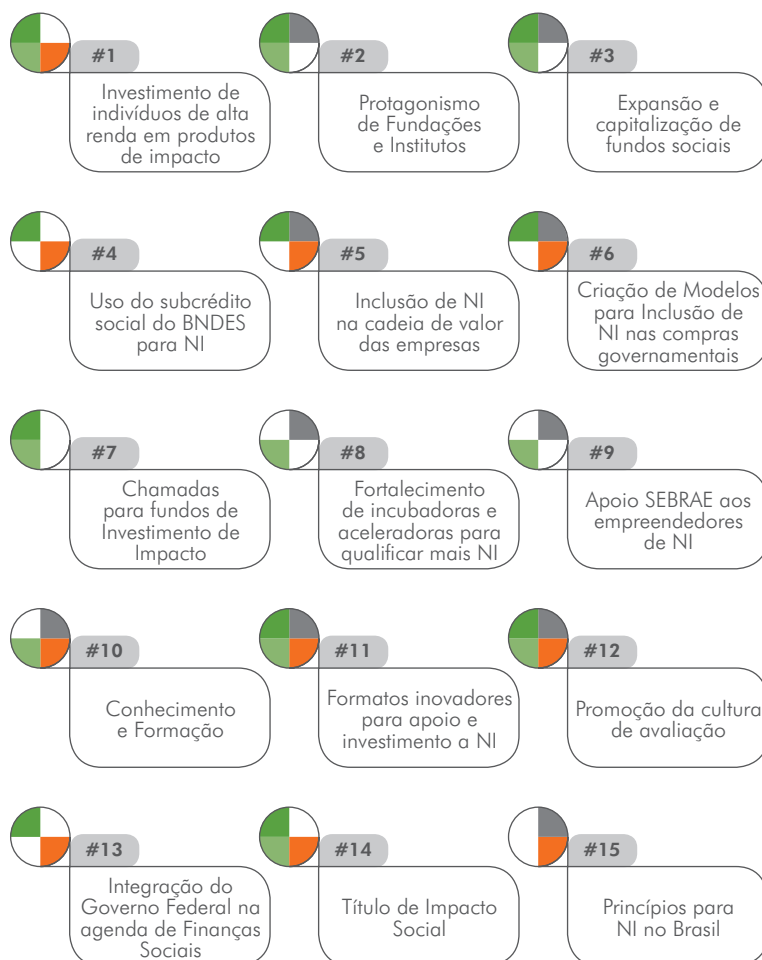 #1
Investimento de
indivíduos de alta
renda em produtos
de impacto
#2
Protagonismo
de Fundações
e Institutos
#3
Expansão e
capitalização de
fundos sociais
#4
Uso do subcrédito
social do BNDES
para NI
#5
Inclusão de NI
na cadeia de valor
das empresas
#6
Criação de Modelos
para Inclusão de
NI nas compras
governamentais
#7
Chamadas
para fundos de
Investimento de
Impacto
#8
Fortalecimento
de incubadoras e
aceleradoras para
qualificar mais NI
#9
Apoio SEBRAE aos
empreendedores
de NI
#10
Conhecimento
e Formação
#11
Formatos inovadores
para apoio e
investimento a NI
#12
Promoção da cultura
de avaliação
#13
Integração do
Governo Federal na
agenda de Finanças
Sociais
#14
Título de Impacto
Social
#15
Princípios para
NI no Brasil